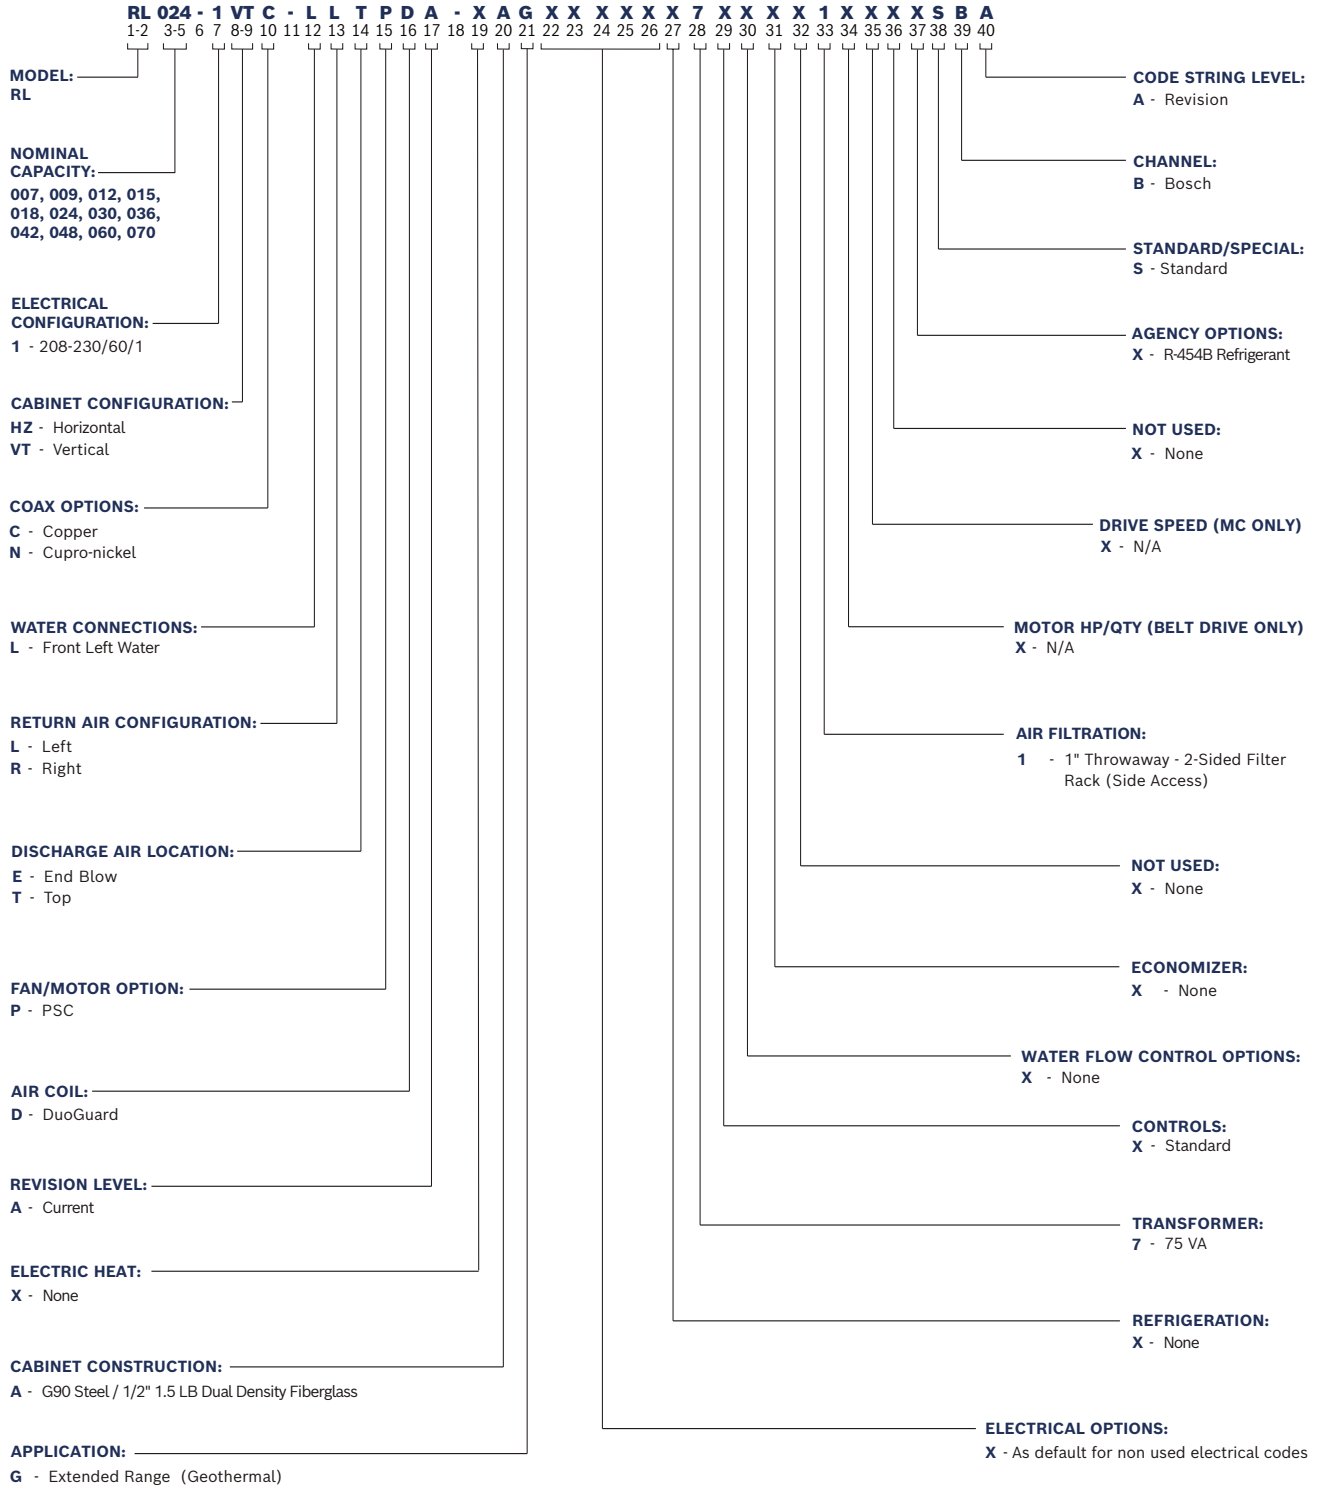 RL 024 - 1 VT C - L L T P D A - X A G X X X X X X 7 X X X X 1 X X X X S B A
1-2 3-5 6 7 8-9 10 11 12 13 14 15 16 17 18 19 20 21 22 23 24 25 26 27 28 29 30 31 32 33 34 35 36 37 38 39 40
MODEL:
RL
NOMINAL
CAPACITY:
007, 009, 012, 015,
018, 024, 030, 036,
042, 048, 060, 070
ELECTRICAL
CONFIGURATION:
1 - 208-230/60/1
CABINET CONFIGURATION:
HZ - Horizontal
VT - Vertical
COAX OPTIONS:
C - Copper
N - Cupro-nickel
WATER CONNECTIONS:
L - Front Left Water
RETURN AIR CONFIGURATION:
L - Left
R - Right
DISCHARGE AIR LOCATION:
E - End Blow
T - Top
FAN/MOTOR OPTION:
P - PSC
AIR COIL:
D - DuoGuard
REVISION LEVEL:
A - Current
ELECTRIC HEAT:
X - None
CABINET CONSTRUCTION:
A - G90 Steel / 1/2" 1.5 LB Dual Density Fiberglass
APPLICATION:
G - Extended Range (Geothermal)
CODE STRING LEVEL:
A - Revision
CHANNEL:
B - Bosch
STANDARD/SPECIAL:
S - Standard
AGENCY OPTIONS:
X - R-454B Refrigerant
NOT USED:
X - None
DRIVE SPEED (MC ONLY)
X - N/A
MOTOR HP/QTY (BELT DRIVE ONLY)
X - N/A
AIR FILTRATION:
1 - 1" Throwaway - 2-Sided Filter
Rack (Side Access)
NOT USED:
X - None
ECONOMIZER:
X - None
WATER FLOW CONTROL OPTIONS:
X - None
CONTROLS:
X - Standard
TRANSFORMER:
7 - 75 VA
REFRIGERATION:
X - None
ELECTRICAL OPTIONS:
X - As default for non used electrical codes